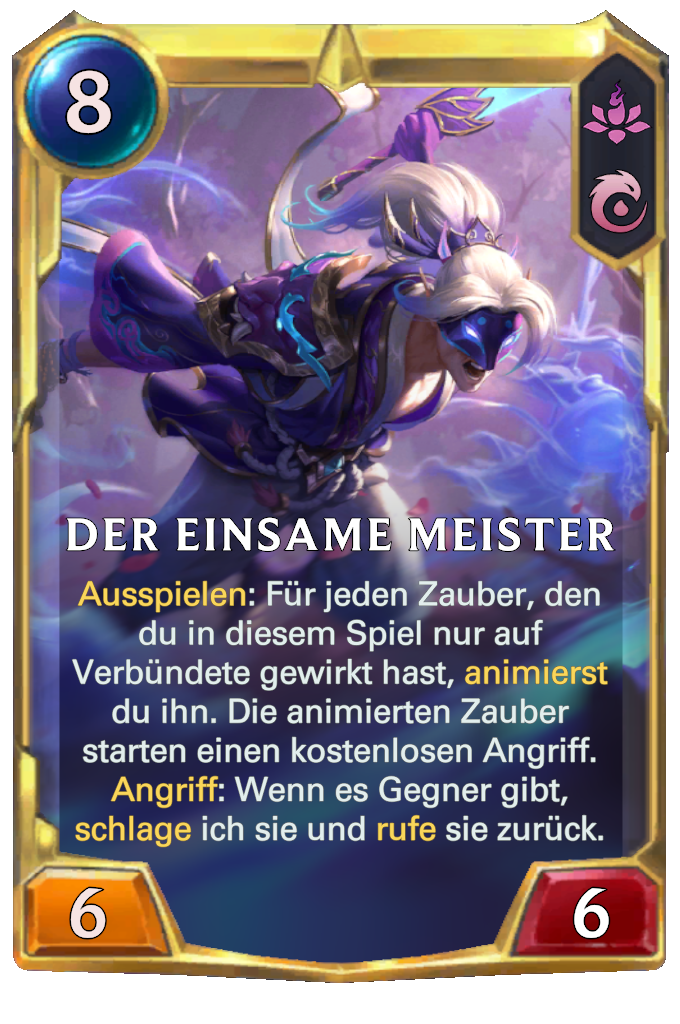 8
DER EINSAME MEISTER
Ausspielen: Für jeden Zauber, den
du in diesem Spiel nur auf
Verbündete gewirkt hast, animierst
du ihn. Die animierten Zauber
starten einen kostenlosen Angriff.
Angriff: Wenn es Gegner gibt,
schlage ich sie und rufe sie zurück.
6
6